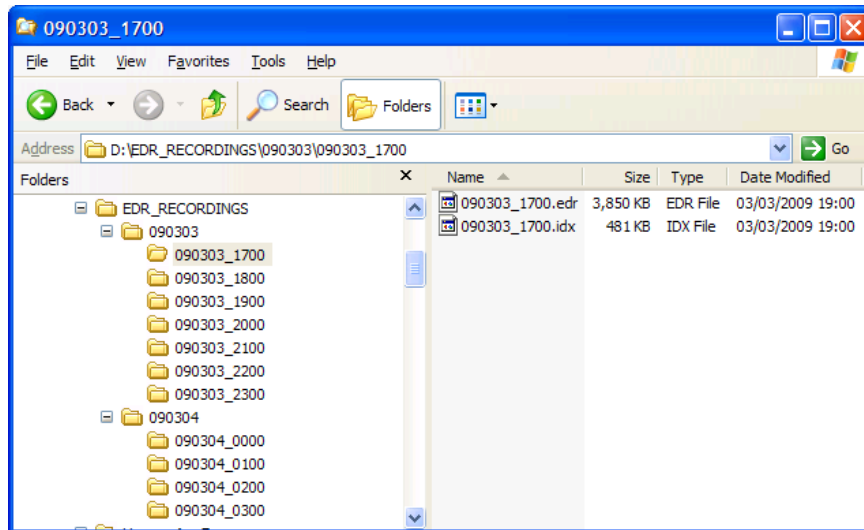 090303_1700
File Edit View Favorites Tools Help
Back Search Folders
Address D:\EDR_RECORDINGS\090303\090303_1700 Go
Folders X
EDR_RECORDINGS
090303
090303_1700
090303_1800
090303_1900
090303_2000
090303_2100
090303_2200
090303_2300
090304
090304_0000
090304_0100
090304_0200
090304_0300
Name Size Type Date Modified
090303_1700.edr 3,850 KB EDR File 03/03/2009 19:00
090303_1700.idx 481 KB IDX File 03/03/2009 19:00